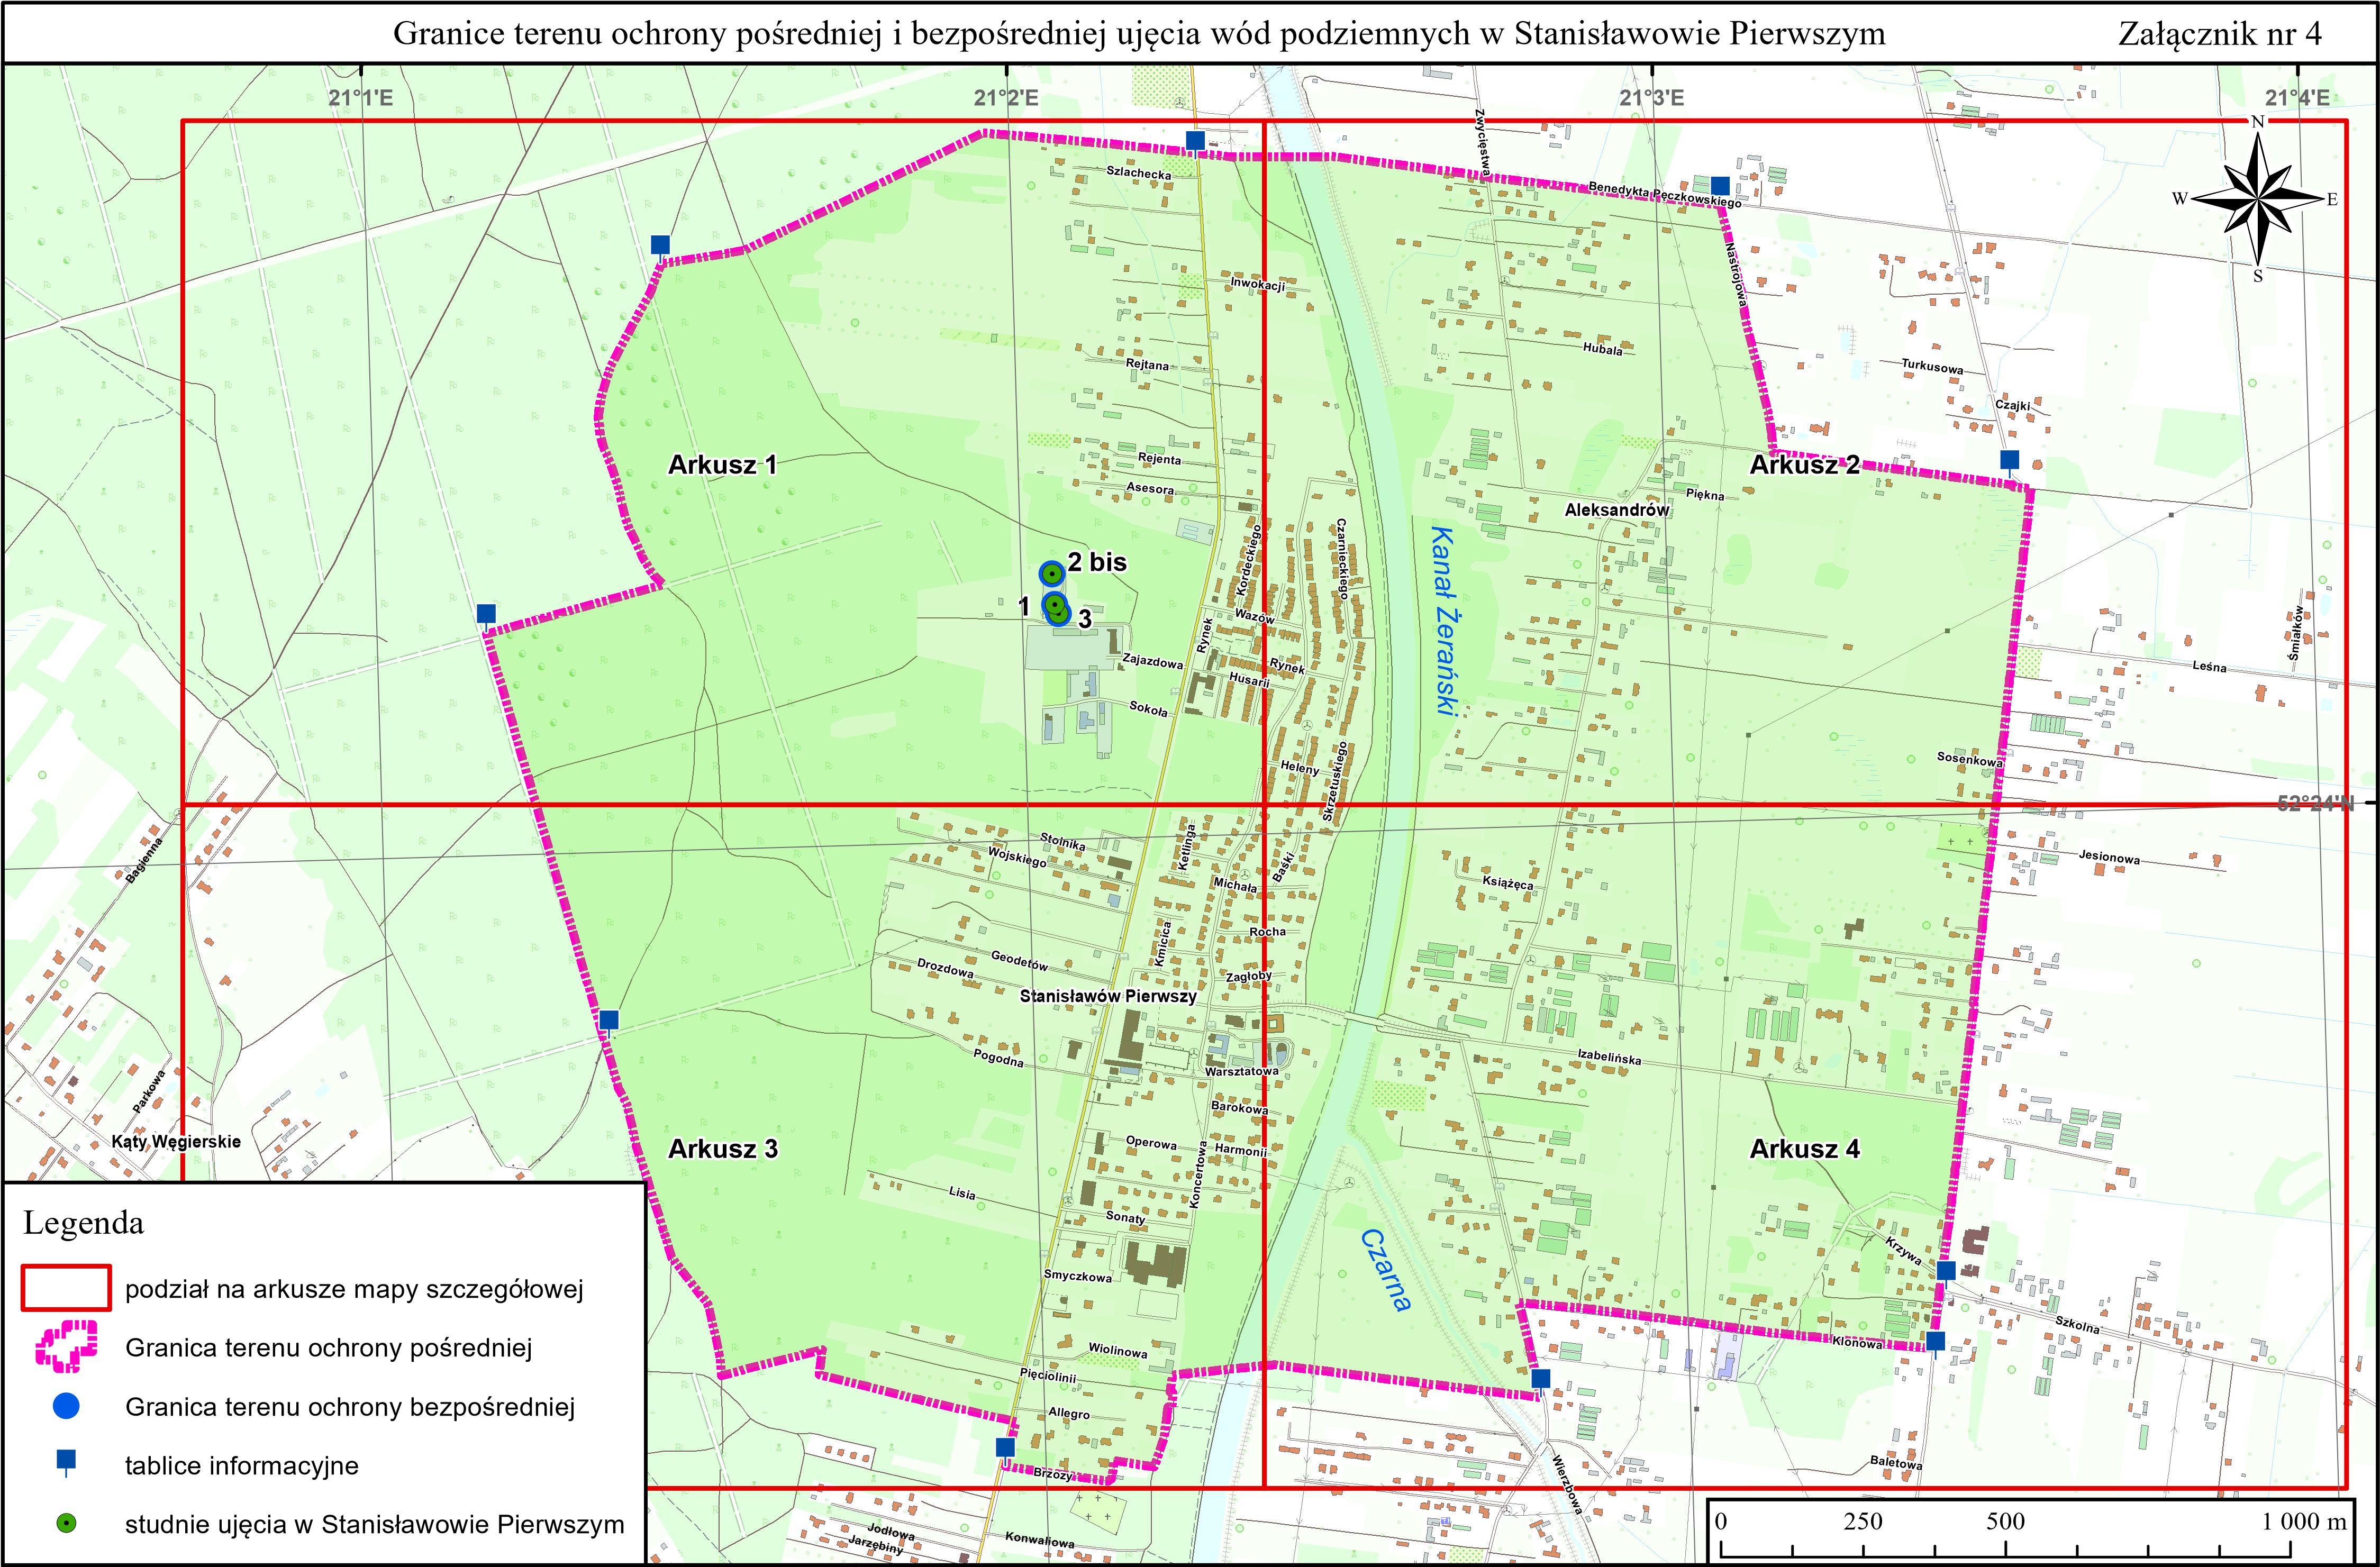 Granice terenu ochrony pośredniej i bezpośredniej ujęcia wód podziemnych w Stanisławowie Pierwszym
Załącznik nr 4
21°1'E
21°2'E
21°3'E
21°4'E
N
W
E
S
Zwycięstwa
Szlachecka
Benedykta Pęczkowskiego
Nastrojowa
Inwokacji
Hubala
Rejtana
Turkusowa
Czajki
Arkusz 1
Rejenta
Arkusz 2
Asesora
Piękna
Aleksandrów
Kordeckiego
Czarnieckiego
Kanał Żerański
2 bis
1
3
Wazów
Śmiałków
Rynek
Zajazdowa
Rynek
Leśna
Husarii
Sokoła
Heleny
Skrzetuskiego
Sosenkowa
52°24'N
Stolnika
Ketlinga
Wojskiego
Bagienna
Baśki
Michała
Książęca
Jesionowa
Rocha
Kmicica
Geodetów
Drozdowa
Zagłoby
Stanisławów Pierwszy
Pogodna
Izabelińska
Warsztatowa
Parkowa
Barokowa
Kąty Węgierskie
Operowa
Harmonii
Arkusz 3
Arkusz 4
Koncertowa
Lisia
Sonaty
Krzywa
Czarna
Smyczkowa
Szkolna
Klonowa
Wiolinowa
Pięciolinii
Allegro
Baletowa
Brzozy
Wierzbowa
Jodłowa
Jarzębiny
Konwaliowa
Legenda
podział na arkusze mapy szczegółowej
Granica terenu ochrony pośredniej
Granica terenu ochrony bezpośredniej
tablice informacyjne
studnie ujęcia w Stanisławowie Pierwszym
0 250 500 1 000 m